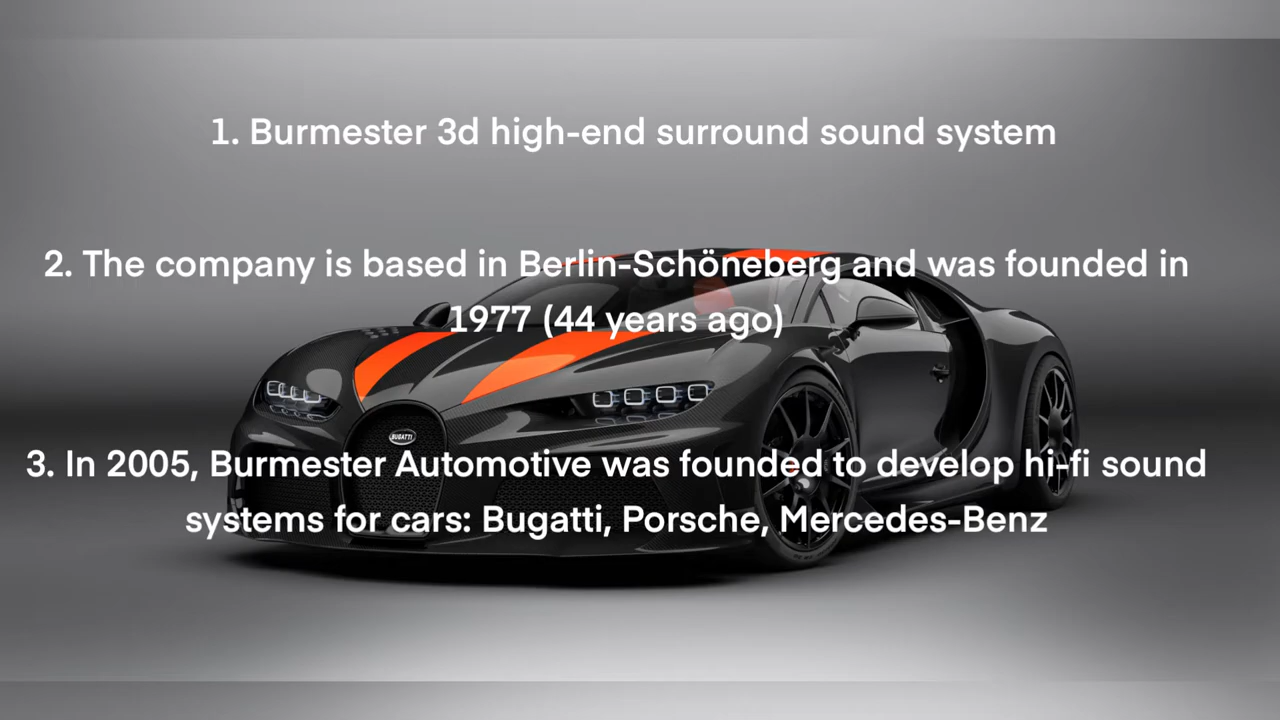 1. Burmester 3d high-end surround sound system
2. The company is based in Berlin-Schöneberg and was founded in
1977 (44 years ago)
BUGATTI
3. In 2005, Burmester Automotive was founded to develop hi-fi sound
systems for cars: Bugatti, Porsche, Mercedes-Benz